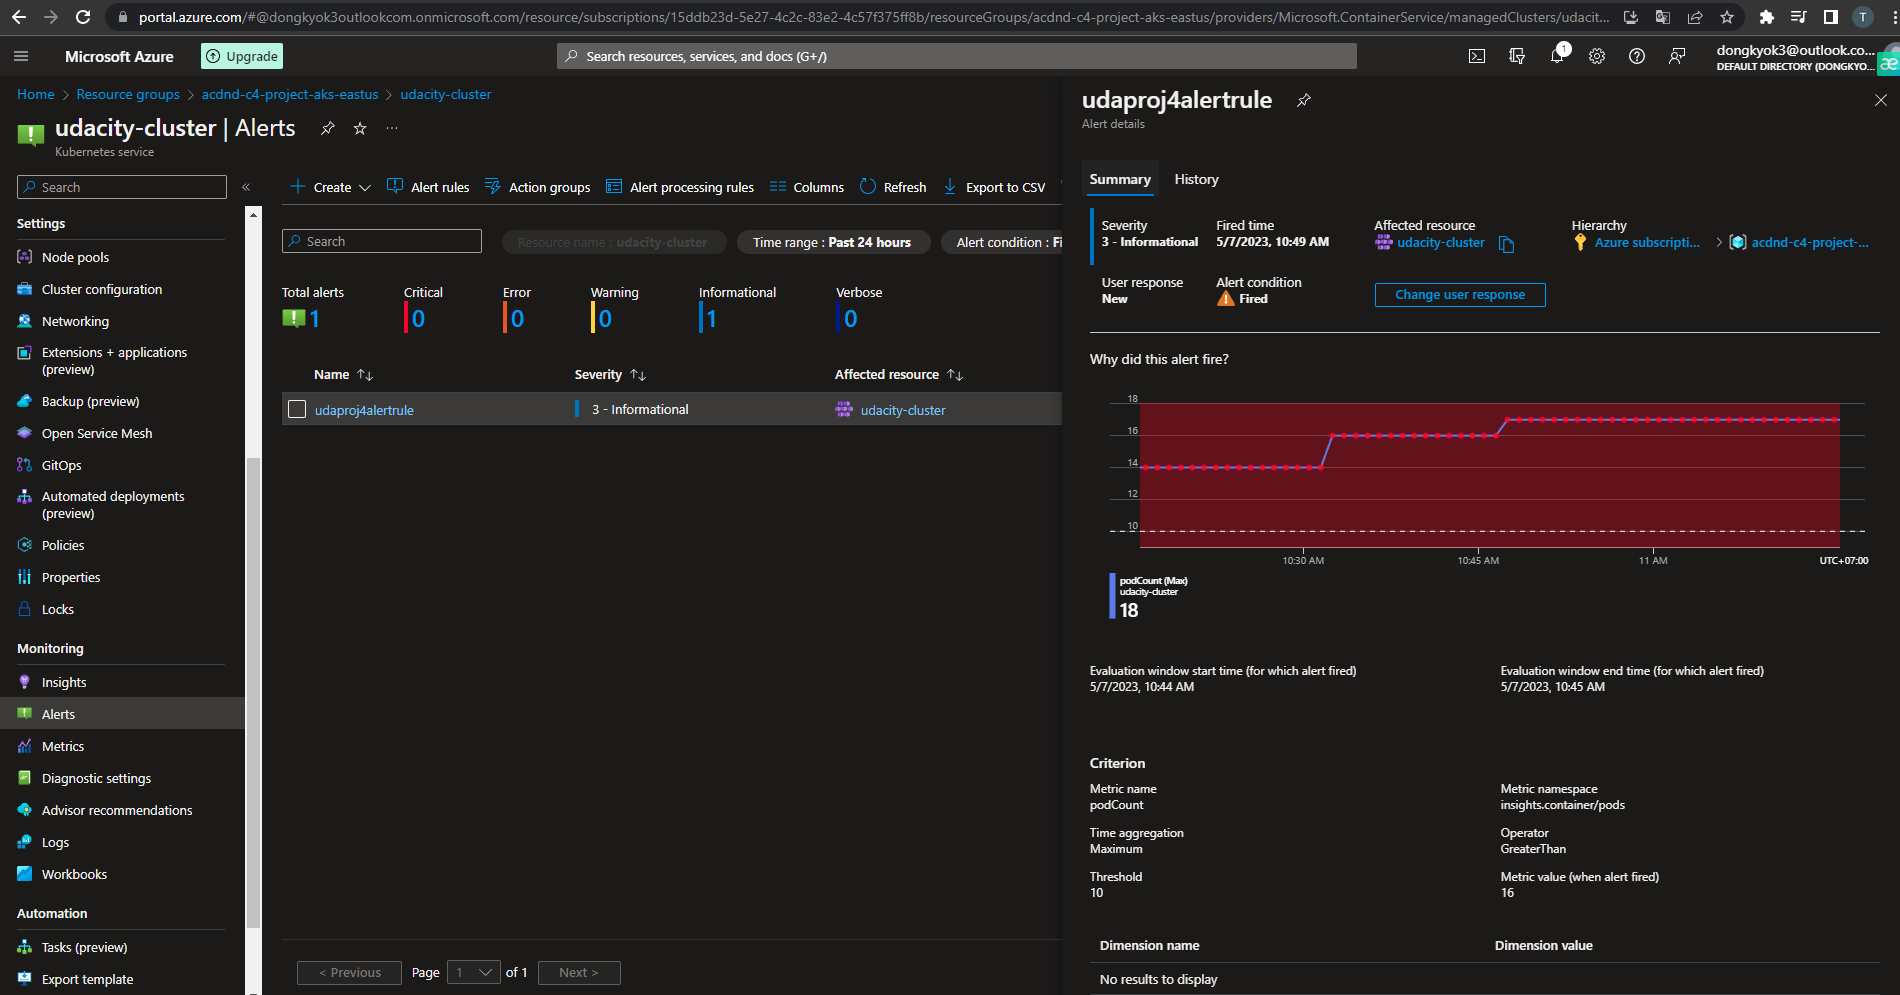 portal.azure.com/#@dongkyok3outlookcom.onmicrosoft.com/resource/subscriptions/15ddb23d-5e27-4c2c-83e2-4c57f375ff8b/resourceGroups/acdnd-c4-project-aks-eastus/providers/Microsoft.ContainerService/managedClusters/udacit...
T
Microsoft Azure
Upgrade
Search resources, services, and docs (G+/)
1
dongkyok3@outlook.co...
DEFAULT DIRECTORY (DONGKYO...
æ
Home > Resource groups > acdnd-c4-project-aks-eastus > udacity-cluster
udacity-cluster | Alerts
...
Kubernetes service
Search
«
Settings
Node pools
Cluster configuration
Networking
Extensions + applications
(preview)
Backup (preview)
Open Service Mesh
GitOps
Automated deployments
(preview)
Policies
Properties
Locks
Monitoring
Insights
Alerts
Metrics
Diagnostic settings
Advisor recommendations
Logs
Workbooks
Automation
Tasks (preview)
Export template
Create
Alert rules
Action groups
Alert processing rules
Columns
Refresh
Export to CSV
Search
Resource name : udacity-cluster
Time range : Past 24 hours
Alert condition : Fi
Total alerts
1
Critical
0
Error
0
Warning
0
Informational
1
Verbose
0
Name ↑↓
Severity ↑↓
Affected resource ↑↓
udaproj4alertrule
3 - Informational
udacity-cluster
< Previous
Page
1
of 1
Next >
udaproj4alertrule
Alert details
Summary
History
Severity
3 - Informational
Fired time
5/7/2023, 10:49 AM
Affected resource
udacity-cluster
Hierarchy
Azure subscripti... > acdnd-c4-project-...
User response
New
Alert condition
Fired
Change user response
Why did this alert fire?
18
16
14
12
10
10:30 AM
10:45 AM
11 AM
UTC+07:00
podCount (Max)
udacity-cluster
18
Evaluation window start time (for which alert fired)
5/7/2023, 10:44 AM
Evaluation window end time (for which alert fired)
5/7/2023, 10:45 AM
Criterion
Metric name
podCount
Metric namespace
insights.container/pods
Time aggregation
Maximum
Operator
GreaterThan
Threshold
10
Metric value (when alert fired)
16
Dimension name
Dimension value
No results to display